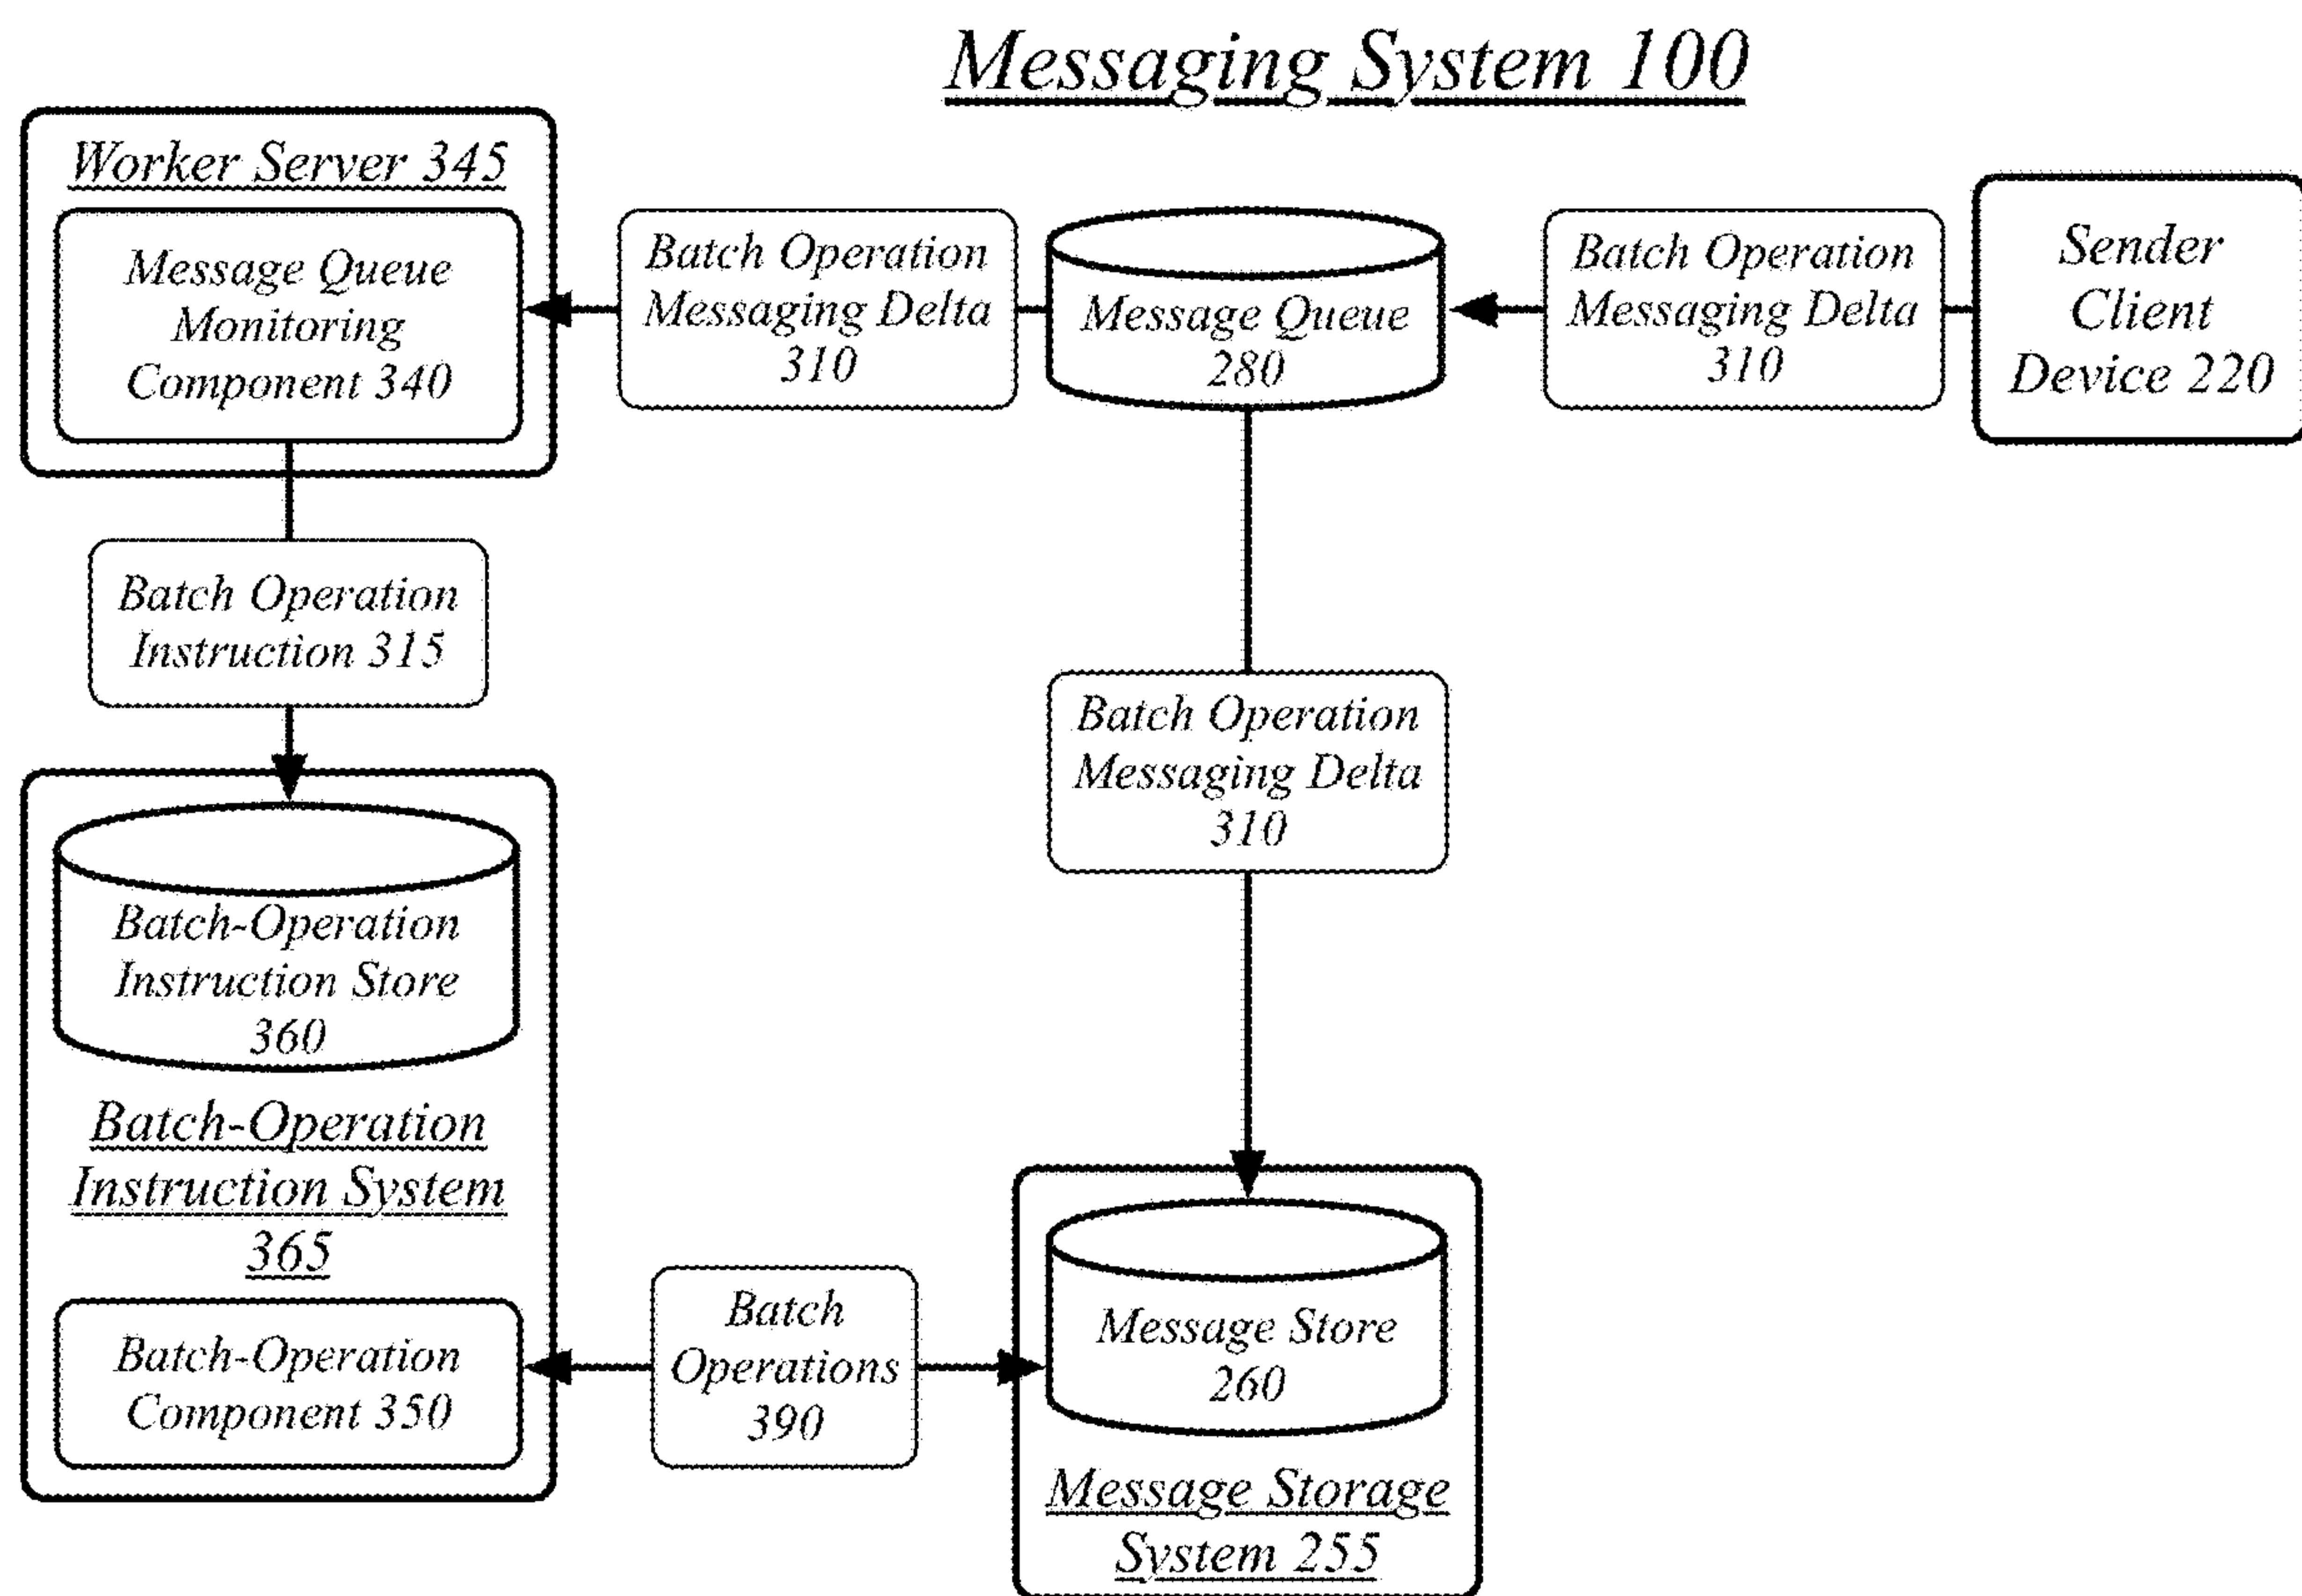 Messaging System 100
Worker Server 345
Message Queue
Monitoring
Component 340
Batch Operation
Messaging Delta
310
Message Queue
280
Batch Operation
Messaging Delta
310
Sender
Client
Device 220
Batch Operation
Instruction 315
Batch Operation
Messaging Delta
310
Batch-Operation
Instruction Store
360
Batch-Operation
Instruction System
365
Batch-Operation
Component 350
Batch
Operations
390
Message Store
260
Message Storage
System 255